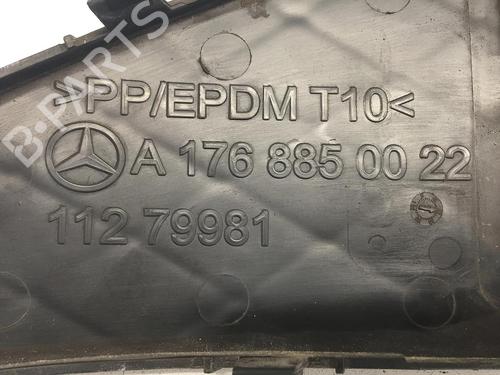 >PP/EPDM T10<
A 176 885 00 22
112 79981
B-PARTS